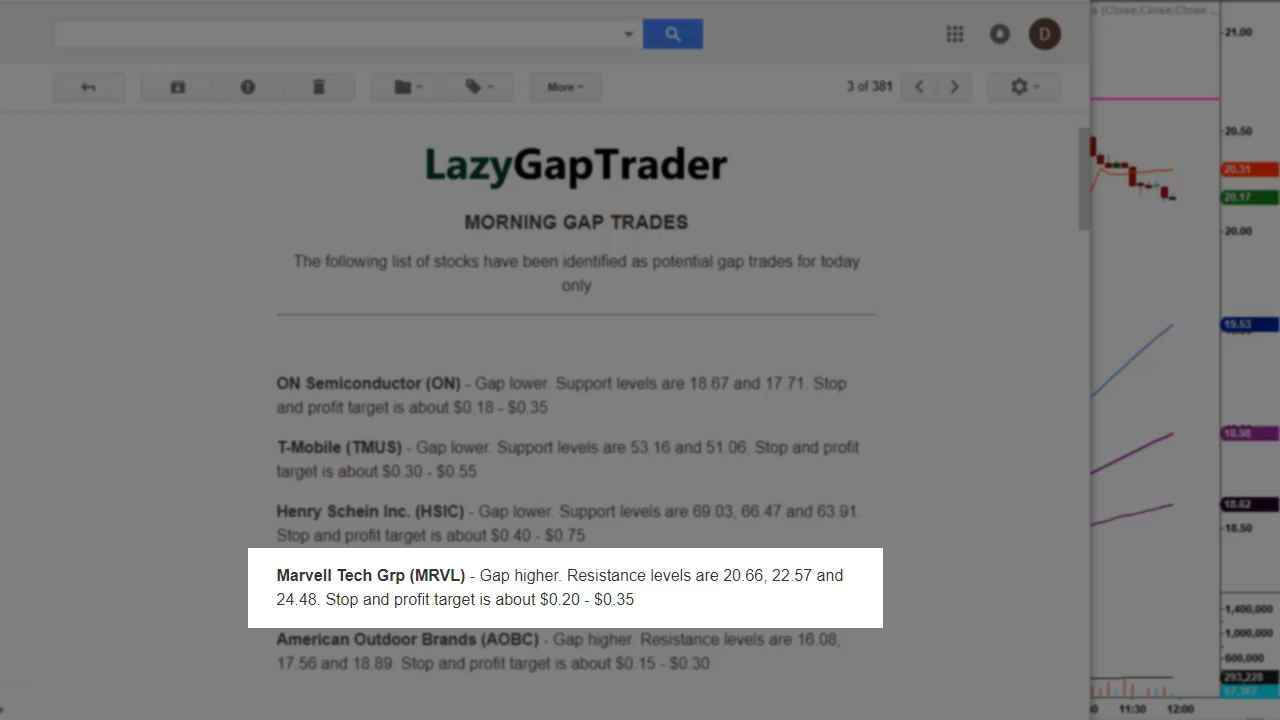 s (Close,Close,Close ...
D
More
3 of 381
LazyGapTrader
MORNING GAP TRADES
The following list of stocks have been identified as potential gap trades for today
only
ON Semiconductor (ON) - Gap lower. Support levels are 18.67 and 17.71. Stop
and profit target is about $0.18 - $0.35
T-Mobile (TMUS) - Gap lower. Support levels are 53.16 and 51.06. Stop and profit
target is about $0.30 - $0.55
Henry Schein Inc. (HSIC) - Gap lower. Support levels are 69.03, 66.47 and 63.91.
Stop and profit target is about $0.40 - $0.75
Marvell Tech Grp (MRVL) - Gap higher. Resistance levels are 20.66, 22.57 and
24.48. Stop and profit target is about $0.20 - $0.35
American Outdoor Brands (AOBC) - Gap higher. Resistance levels are 16.08,
17.56 and 18.89. Stop and profit target is about $0.15 - $0.30
21.00
20.50
20.31
20.17
20.00
19.53
18.98
18.62
18.50
1,400,000
1,000,000
600,000
293,228
67,367
11:30
12:00